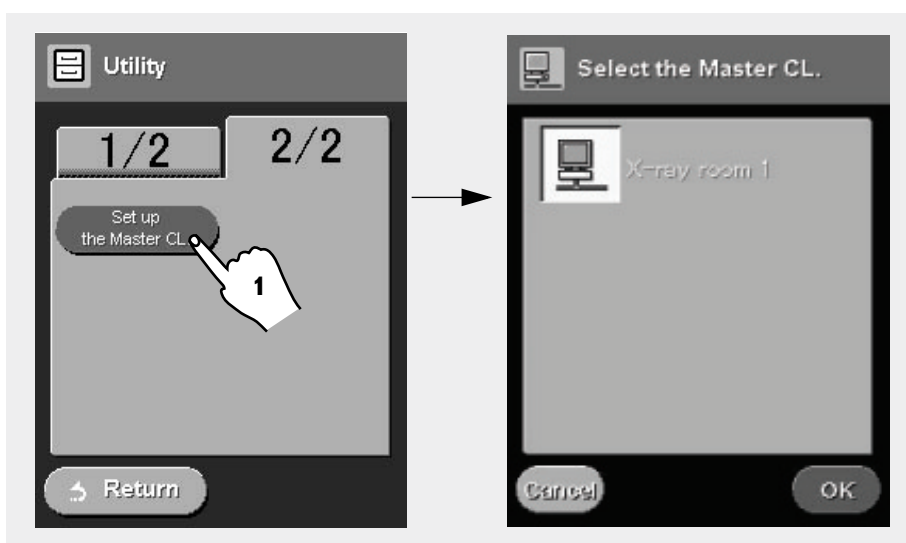 Utility
1/2
2/2
Set up
the Master CL
1
Return
Select the Master CL.
X-ray room 1
Cancel
OK